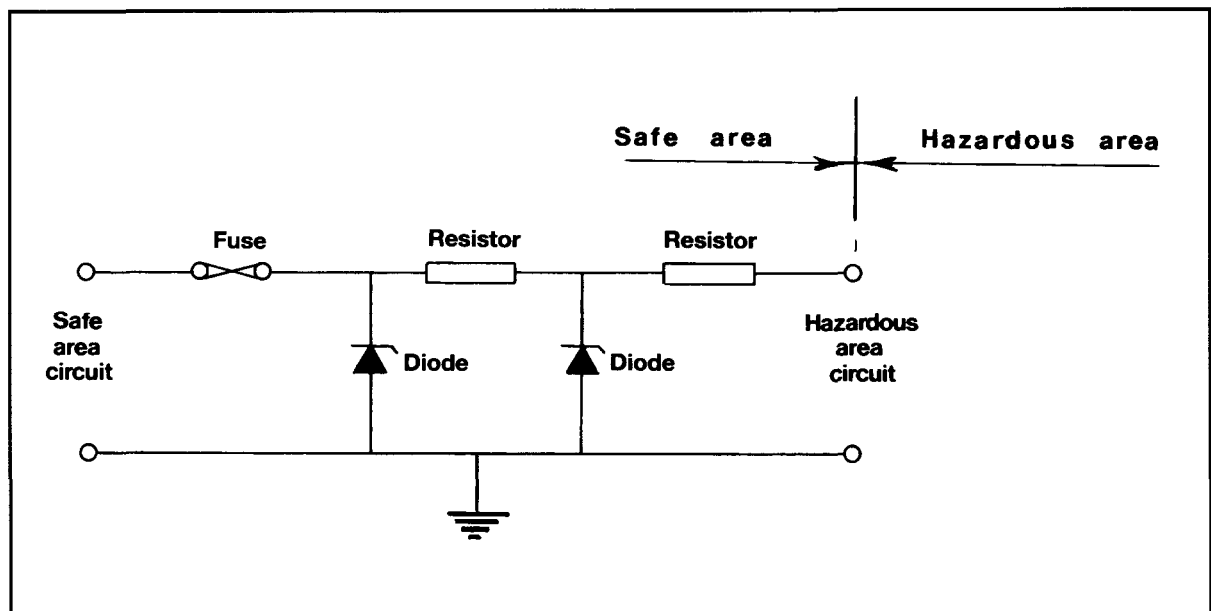 Safe area
Hazardous area
Fuse
Resistor
Resistor
Safe
area
circuit
Diode
Diode
Hazardous
area
circuit